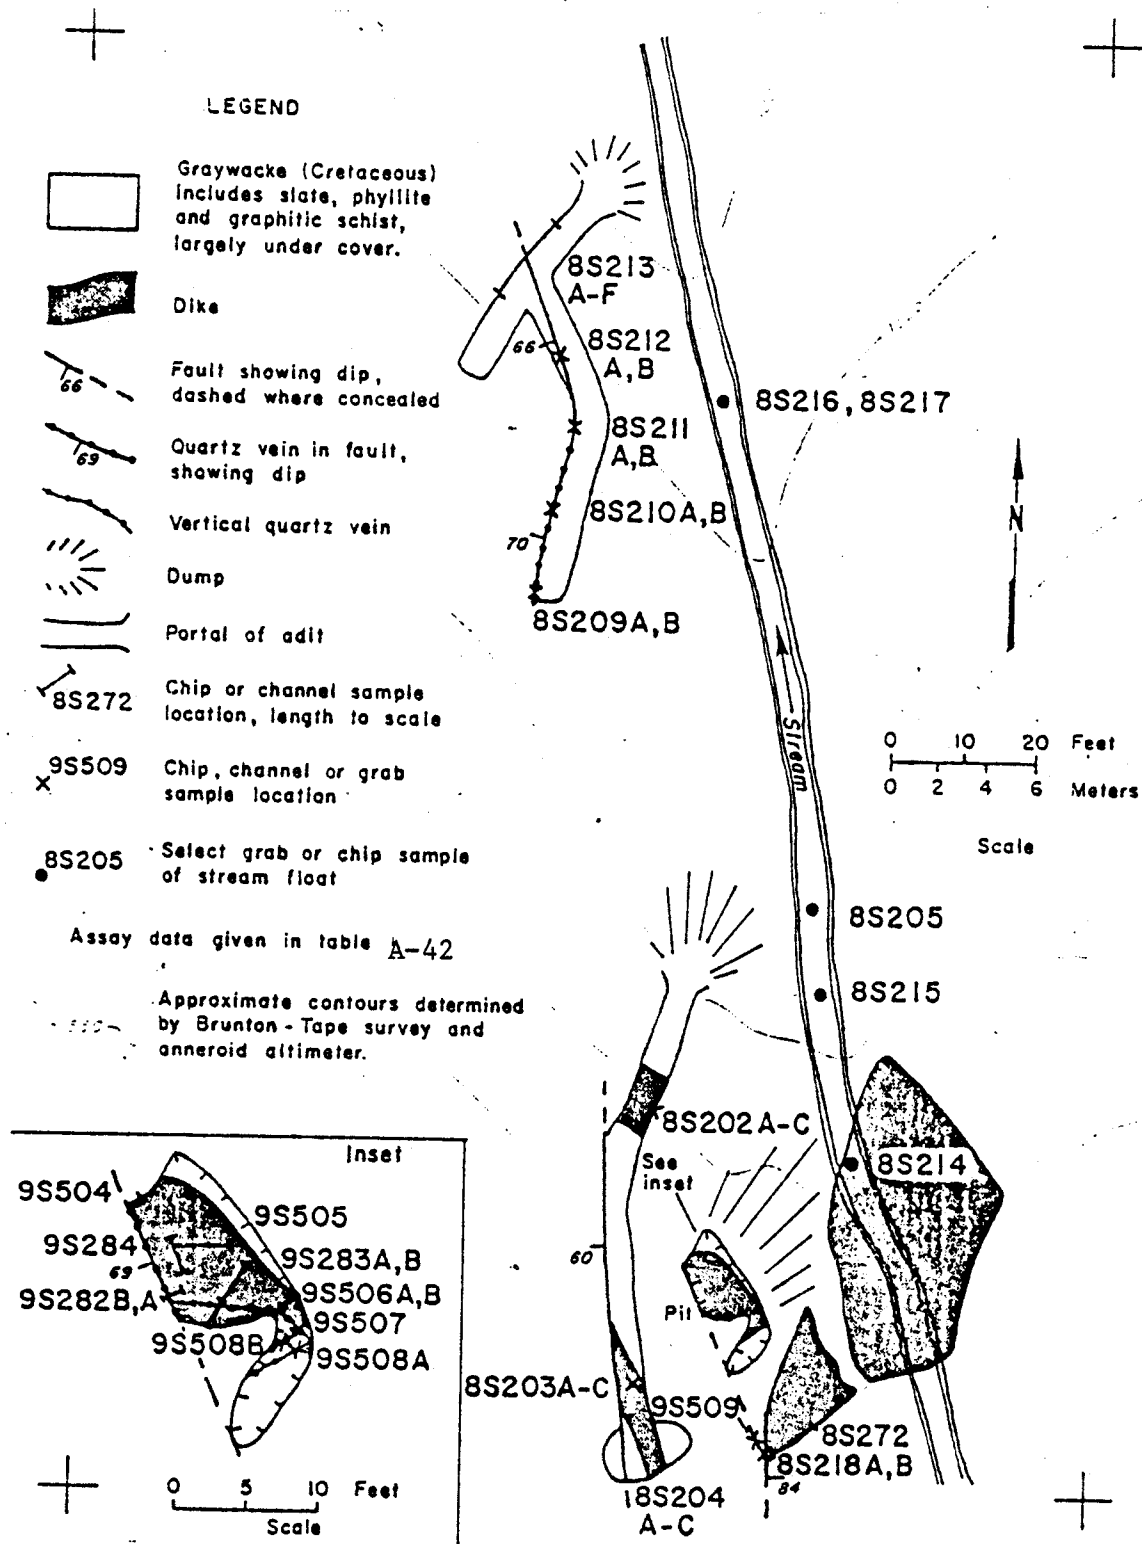 LEGEND
Graywacke (Cretaceous)
includes slate, phyllite
and graphitic schist,
largely under cover.
Dike
66
Fault showing dip,
dashed where concealed
69
Quartz vein in fault,
showing dip
Vertical quartz vein
Dump
Portal of adit
8S272
Chip or channel sample
location, length to scale
9S509
Chip, channel or grab
sample location
8S205
Select grab or chip sample
of stream float
Assay data given in table A-42
Approximate contours determined
by Brunton-Tape survey and
anneroid altimeter.
8S213
A-F
66
8S212
A,B
8S211
A,B
8S210A,B
70
8S209A,B
8S216,8S217
N
Stream
0 10 20 Feet
0 2 4 6 Meters
Scale
8S205
8S215
8S202A-C
See
inset
8S214
60
Pit
8S203A-C
9S509
8S272
8S218A,B
84
18S204
A-C
Inset
9S504
9S505
9S284
69
9S283A,B
9S282B,A
9S506A,B
9S507
9S508B
9S508A
0 5 10 Feet
Scale